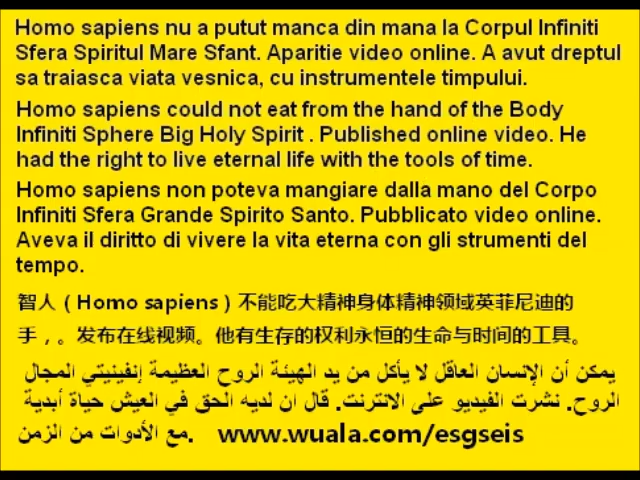 Homo sapiens nu a putut manca din mana la Corpul Infiniti
Sfera Spiritul Mare Sfant. Aparitie video online. A avut dreptul
sa traiasca viata vesnica, cu instrumentele timpului.
Homo sapiens could not eat from the hand of the Body
Infiniti Sphere Big Holy Spirit . Published online video. He
had the right to live eternal life with the tools of time.
Homo sapiens non poteva mangiare dalla mano del Corpo
Infiniti Sfera Grande Spirito Santo. Pubblicato video online.
Aveva il diritto di vivere la vita eterna con gli strumenti del
tempo.
智人（Homo sapiens）不能吃大精神身体精神领域英菲尼迪的
手，。发布在线视频。他有生存的权利永恒的生命与时间的工具。
يمكن أن الإنسان العاقل لا يأكل من يد الهيئة الروح العظيمة إنفينيتي المجال
الروح. نشرت الفيديو على الانترنت. قال ان لديه الحق في العيش حياة أبدية
مع الأدوات من الزمن. www.wuala.com/esgseis